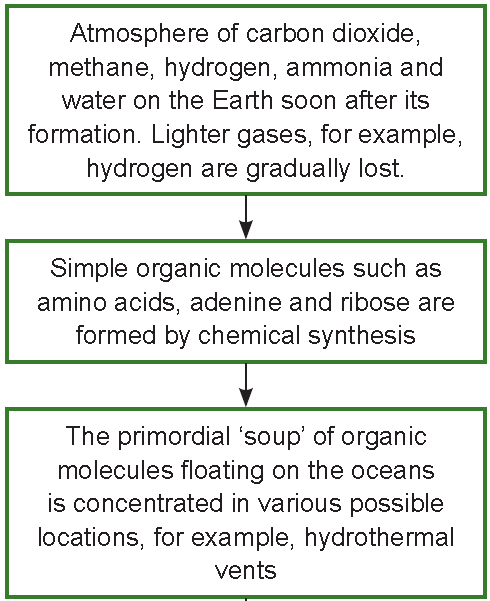 Atmosphere of carbon dioxide,
methane, hydrogen, ammonia and
water on the Earth soon after its
formation. Lighter gases, for example,
hydrogen are gradually lost.
Simple organic molecules such as
amino acids, adenine and ribose are
formed by chemical synthesis
The primordial ‘soup’ of organic
molecules floating on the oceans
is concentrated in various possible
locations, for example, hydrothermal
vents